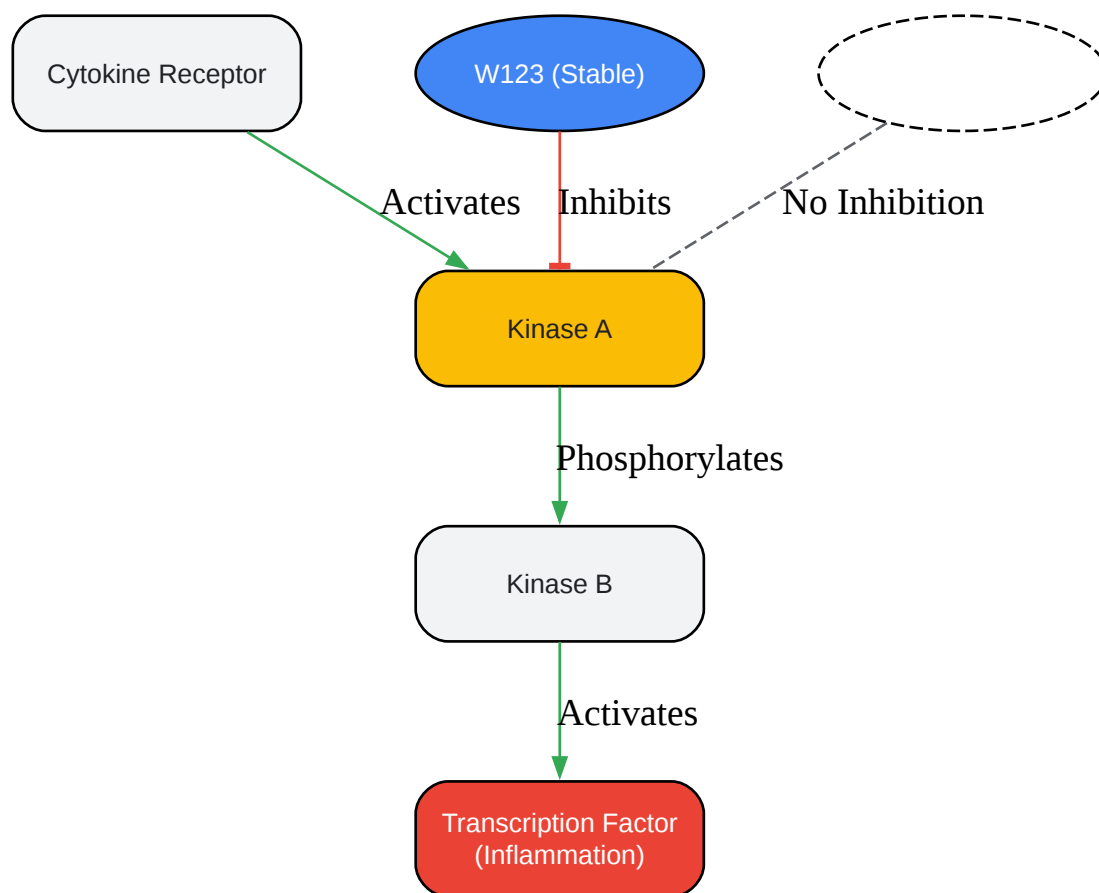 Cytokine Receptor
W123 (Stable)
Activates
Inhibits
No Inhibition
Kinase A
Phosphorylates
Kinase B
Activates
Transcription Factor
(Inflammation)